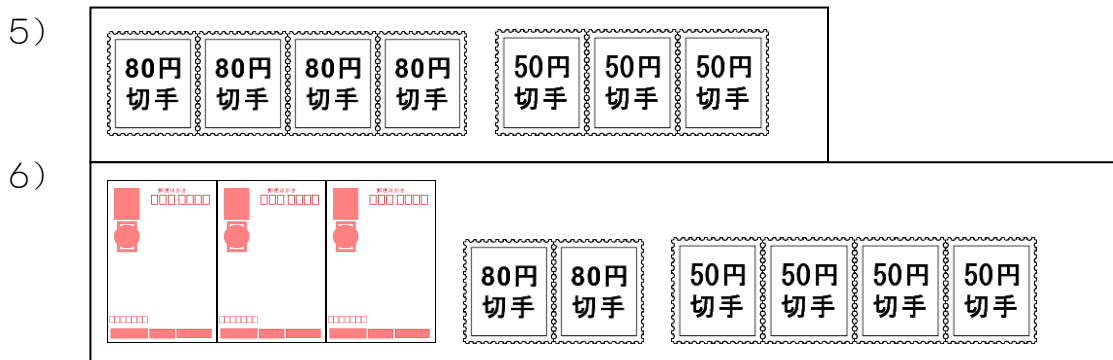 5）
80円 80円 80円 80円 50円 50円 50円
切手 切手 切手 切手 切手 切手 切手
6）
郵便はがき 郵便はがき 郵便はがき
80円 80円 50円 50円 50円 50円
切手 切手 切手 切手 切手 切手